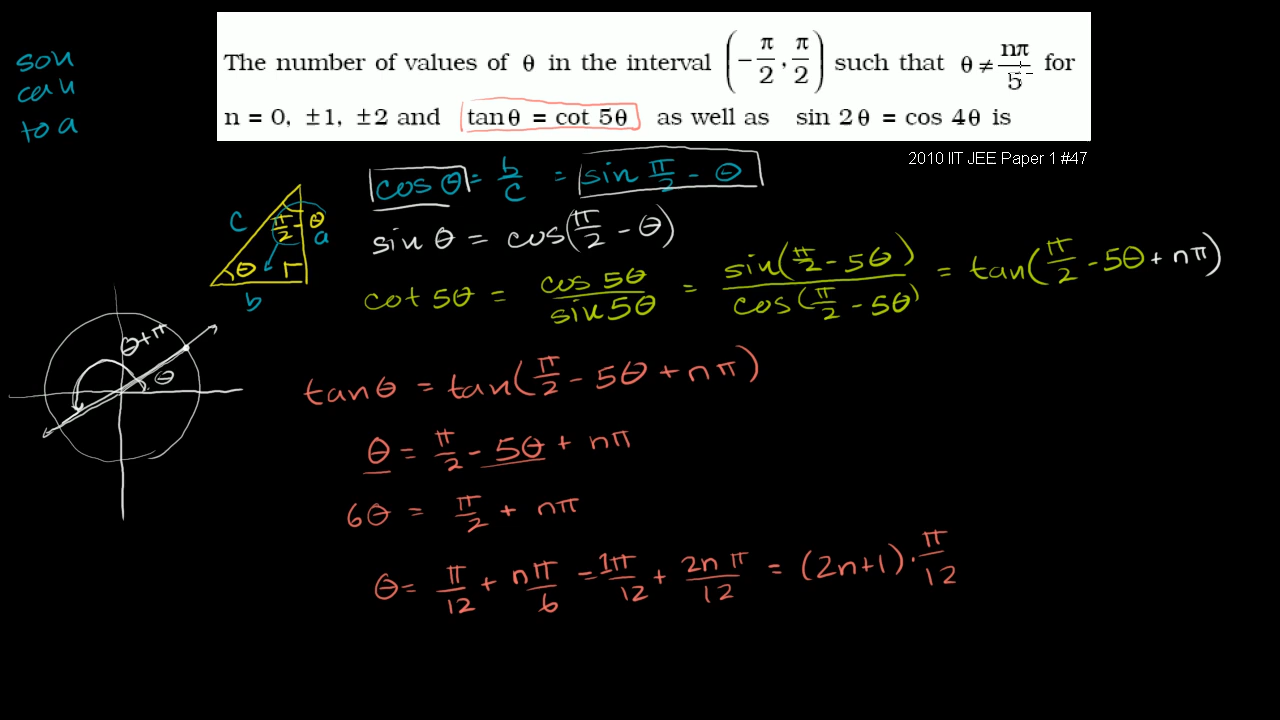 The number of values of θ in the interval (-π/2, π/2) such that θ ≠ nπ/5 for
n = 0, ±1, ±2 and tanθ = cot 5θ as well as sin 2θ = cos 4θ is
2010 IIT JEE Paper 1 #47
soh
cah
toa
cos θ = b/c = sin π/2 - θ
sin θ = cos(π/2 - θ)
c π/2 - θ a
θ
b
cot 5θ = cos 5θ/sin 5θ = sin(π/2 - 5θ)/cos(π/2 - 5θ) = tan(π/2 - 5θ + nπ)
θ+π
θ
tanθ = tan(π/2 - 5θ + nπ)
θ = π/2 - 5θ + nπ
6θ = π/2 + nπ
θ = π/12 + nπ/6 = 1π/12 + 2nπ/12 = (2n+1)·π/12